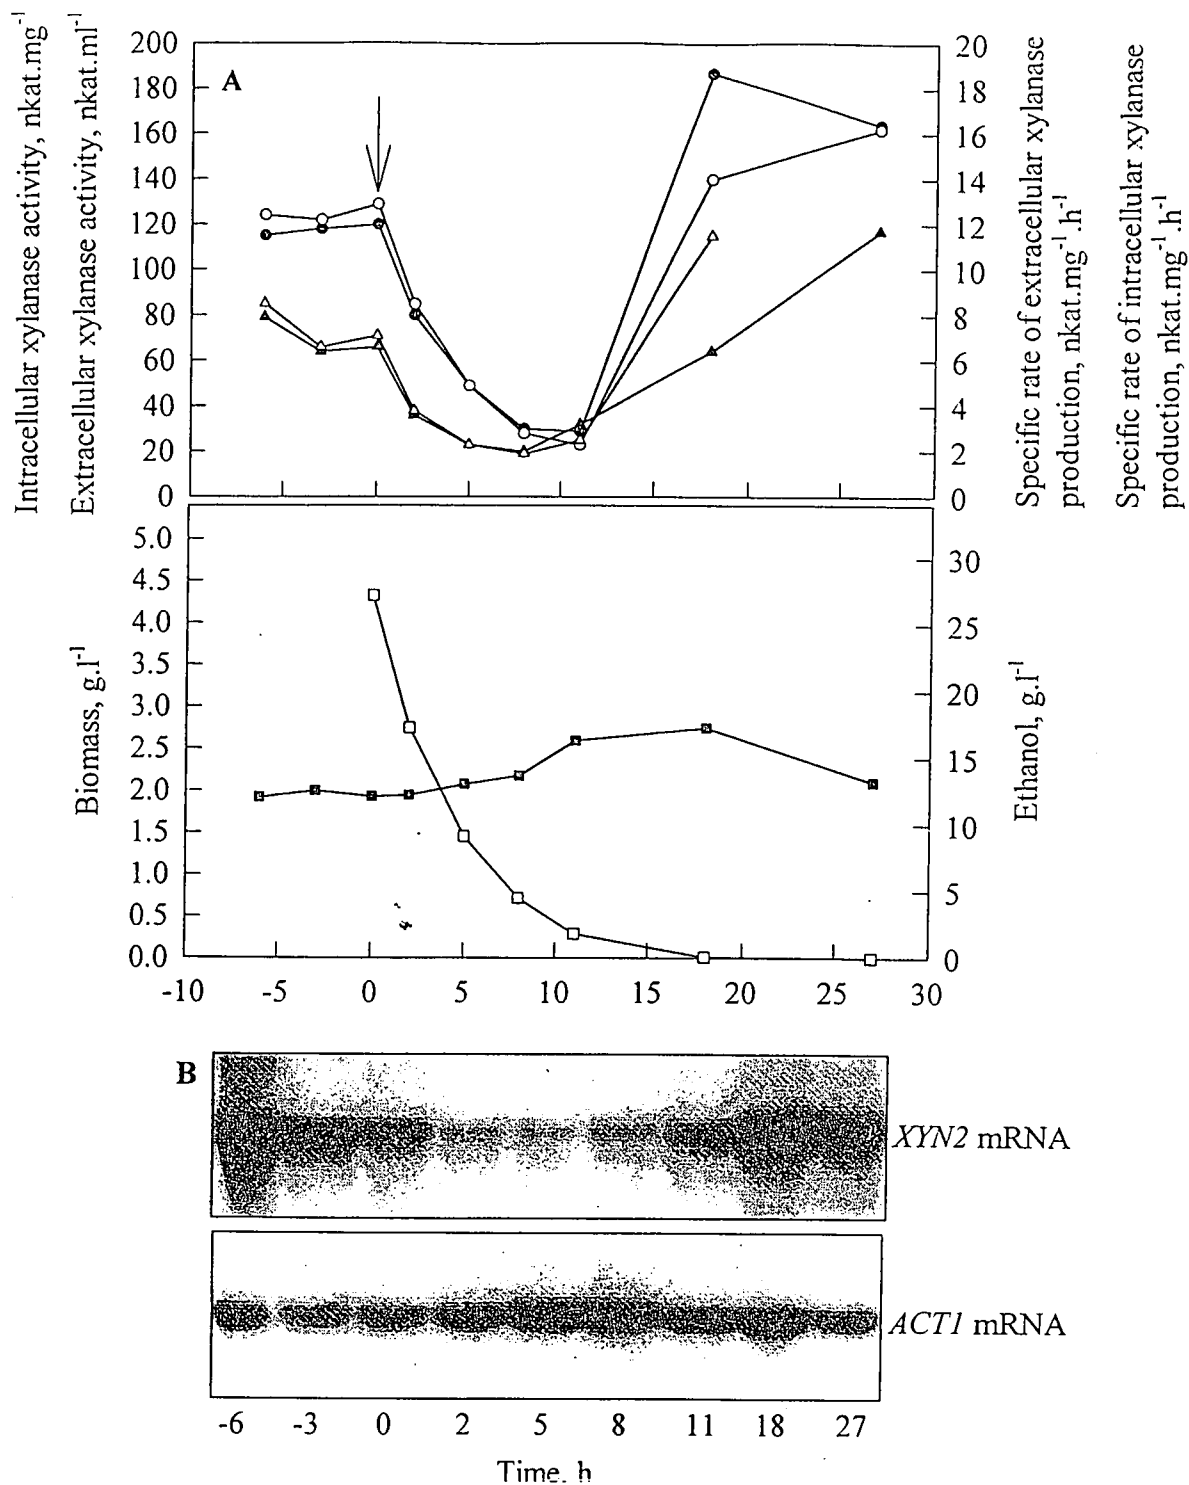 Intracellular xylanase activity, nkat.mg-1
Extracellular xylanase activity, nkat.ml-1
A
200
180
160
140
120
100
80
60
40
20
0
20
18
16
14
12
10
8
6
4
2
0
Specific rate of extracellular xylanase
production, nkat.mg-1.h-1
Specific rate of intracellular xylanase
production, nkat.mg-1.h-1
Biomass, g.l-1
5.0
4.5
4.0
3.5
3.0
2.5
2.0
1.5
1.0
0.5
0.0
30
25
20
15
10
5
0
Ethanol, g.l-1
-10 -5 0 5 10 15 20 25 30
B
XYN2 mRNA
ACT1 mRNA
-6 -3 0 2 5 8 11 18 27
Time, h